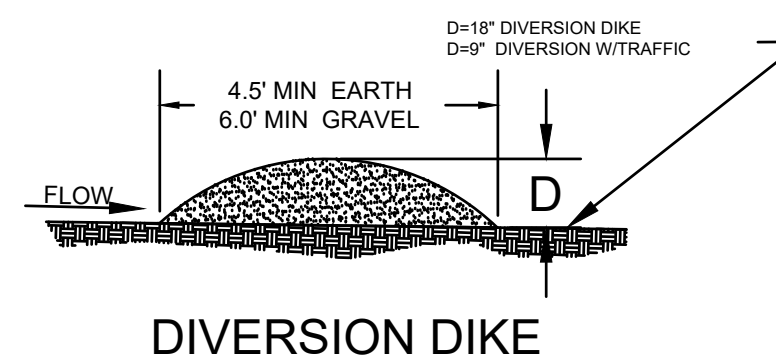 D=18" DIVERSION DIKE
D=9" DIVERSION W/TRAFFIC
4.5' MIN EARTH
6.0' MIN GRAVEL
FLOW
D
DIVERSION DIKE